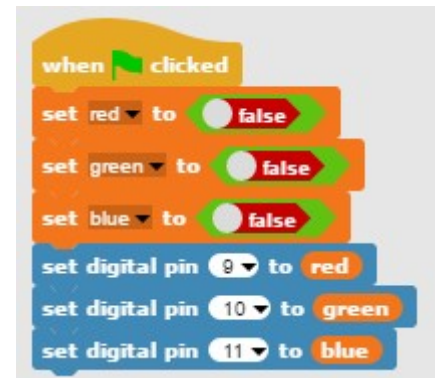 when clicked
set red to false
set green to false
set blue to false
set digital pin 9 to red
set digital pin 10 to green
set digital pin 11 to blue